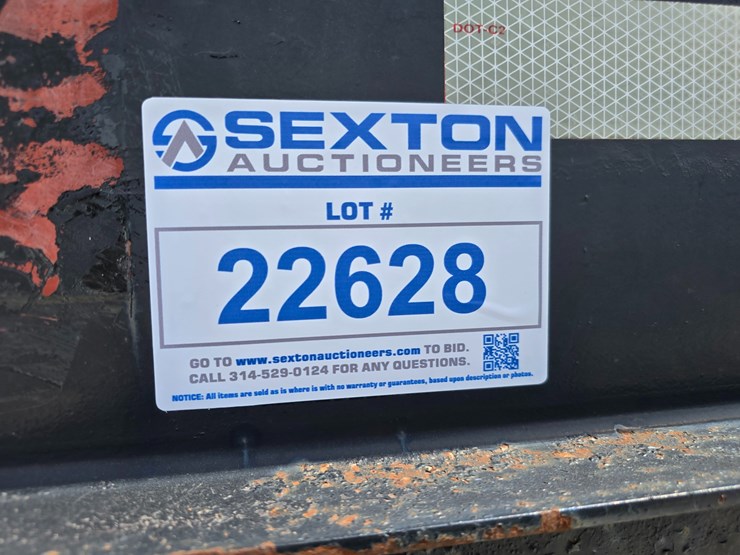 DOT-C2
SEXTON
AUCTIONEERS
LOT #
22628
GO TO www.sextonauctioneers.com TO BID.
CALL 314-529-0124 FOR ANY QUESTIONS.
NOTICE: All items are sold as is where is with no warranty or guarantees, based upon description or photos.